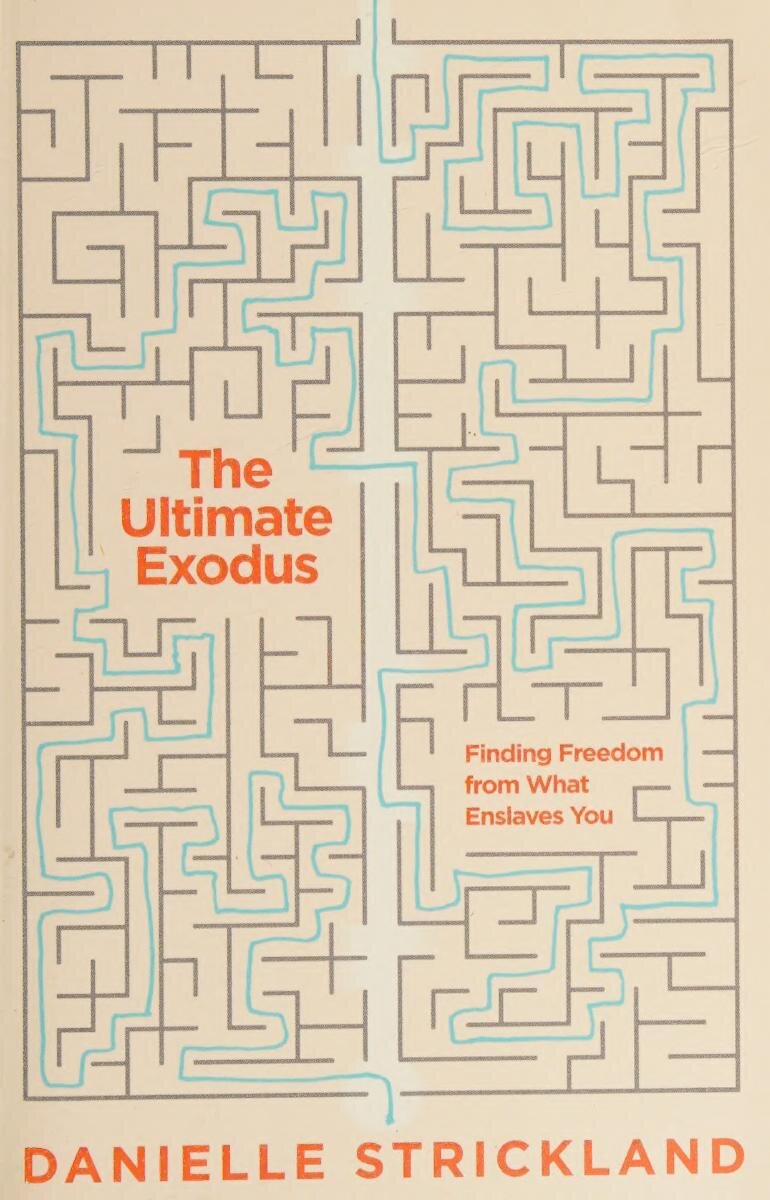 The
Ultimate
Exodus
Finding Freedom
from What
Enslaves You
DANIELLE STRICKLAND